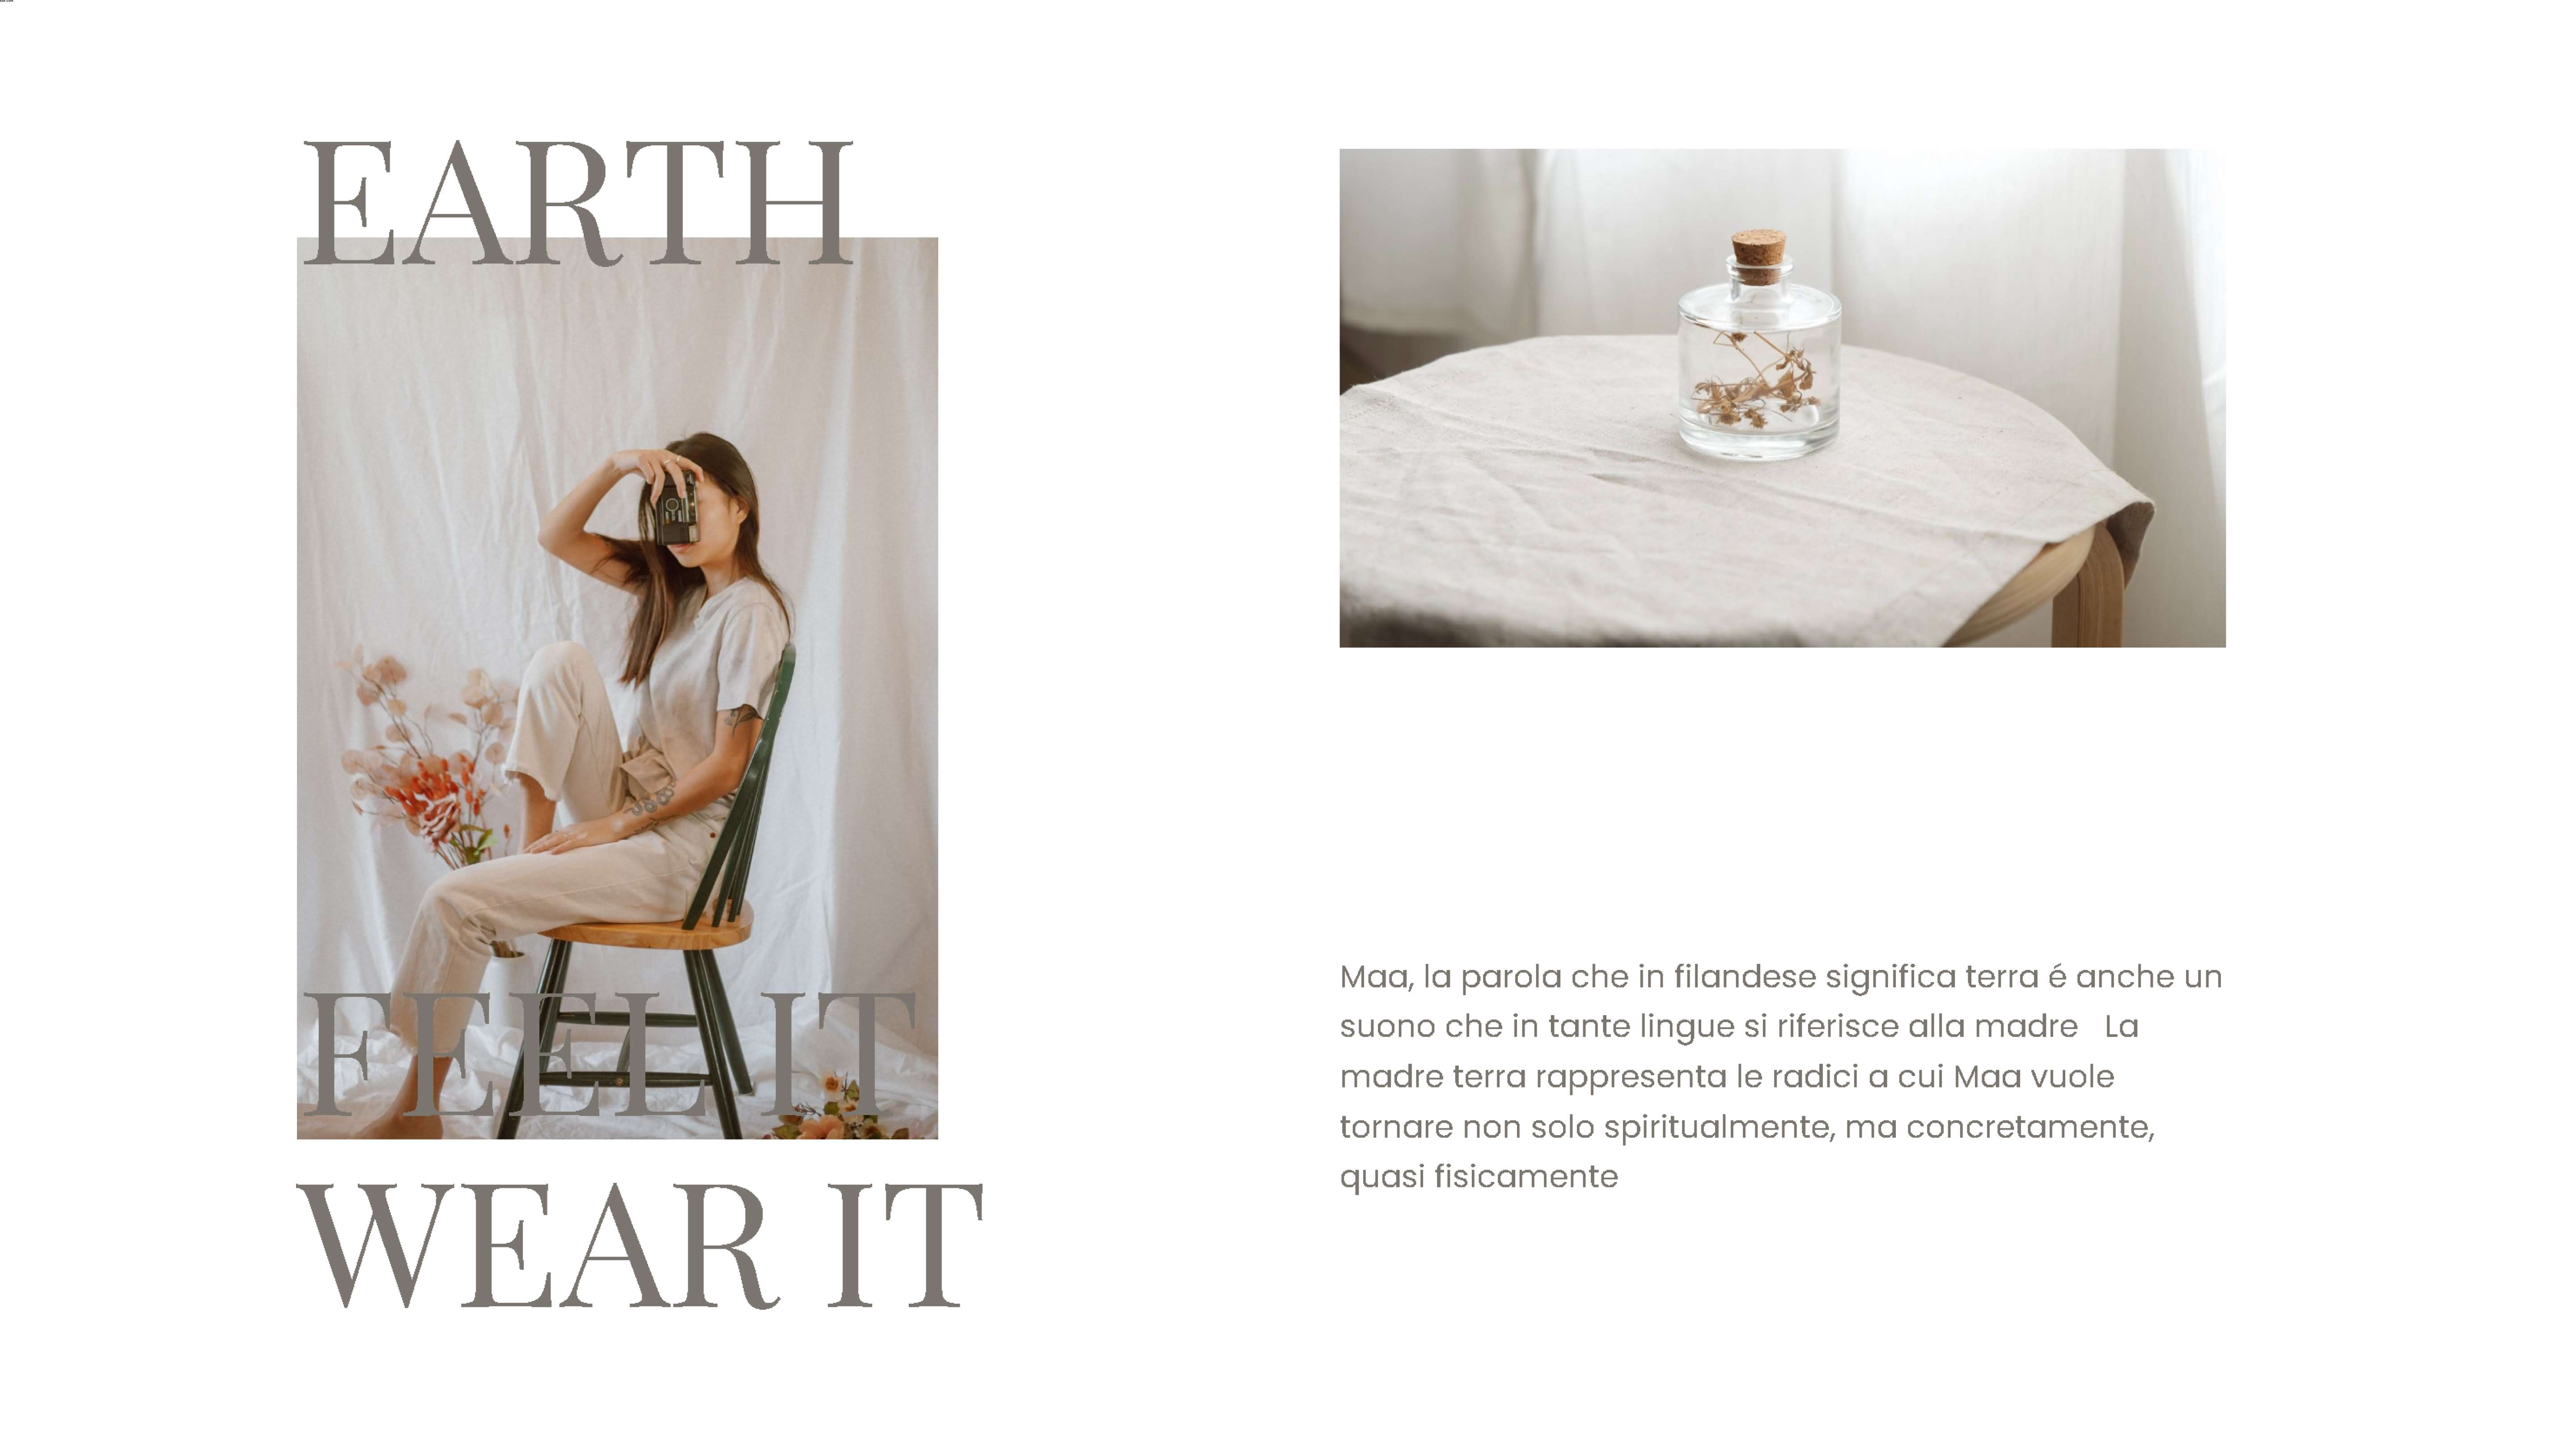 EARTH
FEEL IT
WEAR IT
Maa, la parola che in filandese significa terra é anche un
suono che in tante lingue si riferisce alla madre   La
madre terra rappresenta le radici a cui Maa vuole
tornare non solo spiritualmente, ma concretamente,
quasi fisicamente